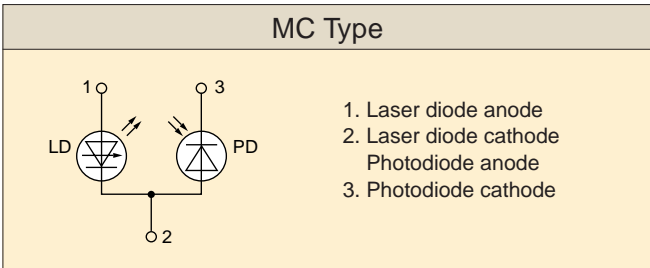 MC Type
1
3
LD
PD
2
1. Laser diode anode
2. Laser diode cathode
Photodiode anode
3. Photodiode cathode